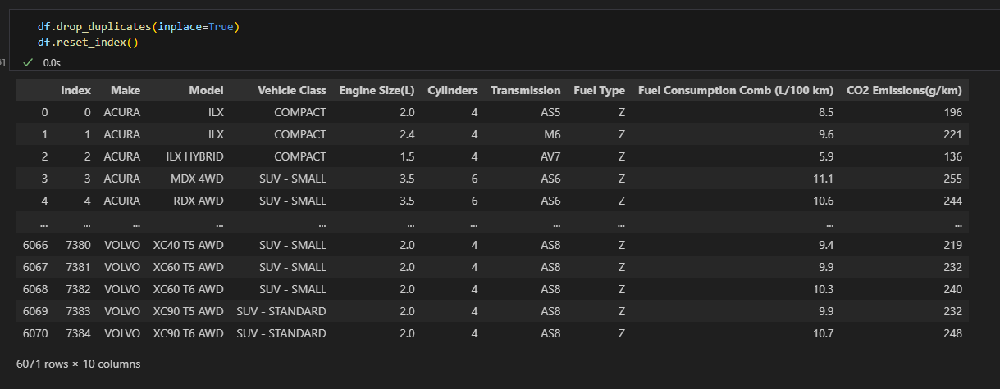 df.drop_duplicates(inplace=True)
df.reset_index()
0.0s
index Make Model Vehicle Class Engine Size(L) Cylinders Transmission Fuel Type Fuel Consumption Comb (L/100 km) CO2 Emissions(g/km)
0 0 ACURA ILX COMPACT 2.0 4 AS5 Z 8.5 196
1 1 ACURA ILX COMPACT 2.4 4 M6 Z 9.6 221
2 2 ACURA ILX HYBRID COMPACT 1.5 4 AV7 Z 5.9 136
3 3 ACURA MDX 4WD SUV - SMALL 3.5 6 AS6 Z 11.1 255
4 4 ACURA RDX AWD SUV - SMALL 3.5 6 AS6 Z 10.6 244
... ... ... ... ... ... ... ... ... ... ...
6066 7380 VOLVO XC40 T5 AWD SUV - SMALL 2.0 4 AS8 Z 9.4 219
6067 7381 VOLVO XC60 T5 AWD SUV - SMALL 2.0 4 AS8 Z 9.9 232
6068 7382 VOLVO XC60 T6 AWD SUV - SMALL 2.0 4 AS8 Z 10.3 240
6069 7383 VOLVO XC90 T5 AWD SUV - STANDARD 2.0 4 AS8 Z 9.9 232
6070 7384 VOLVO XC90 T6 AWD SUV - STANDARD 2.0 4 AS8 Z 10.7 248
6071 rows × 10 columns